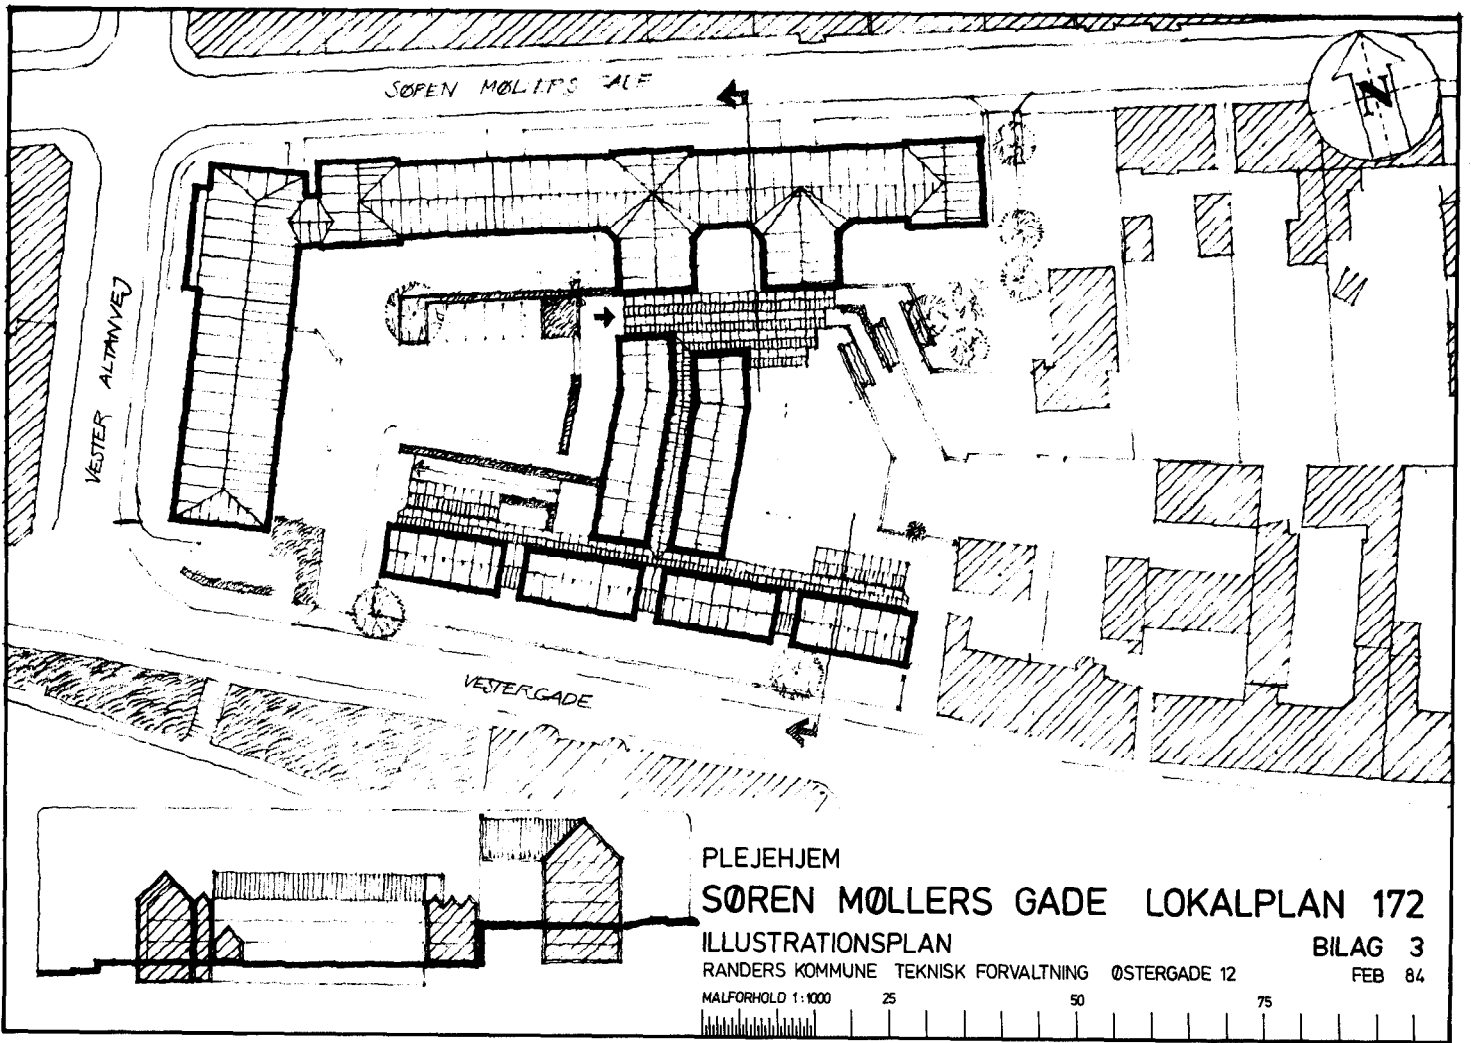 SØREN MØLLERS GADE
N
VESTER ALTANVEJ
VESTERGADE
PLEJEHJEM
SØREN MØLLERS GADE LOKALPLAN 172
ILLUSTRATIONSPLAN BILAG 3
RANDERS KOMMUNE TEKNISK FORVALTNING ØSTERGADE 12 FEB 84
MALFORHOLD 1:1000 25 50 75